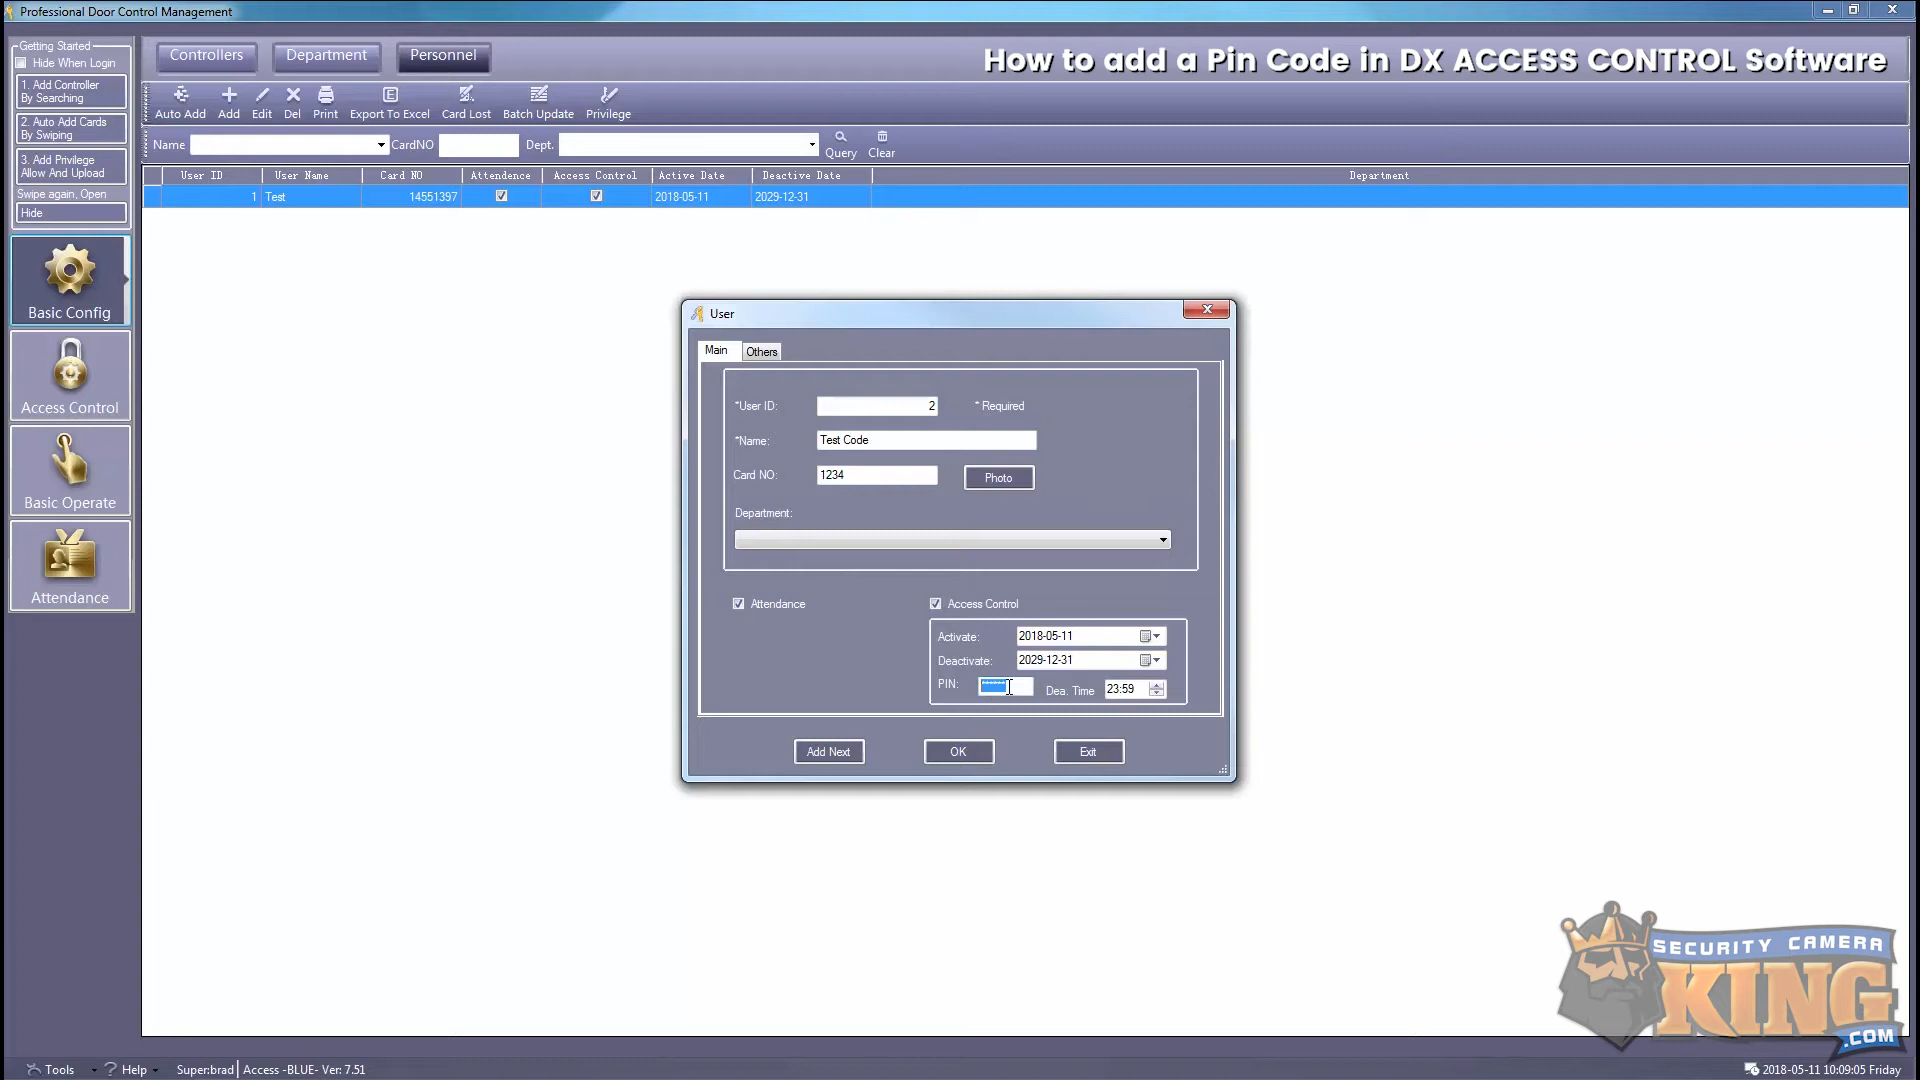 Professional Door Control Management
Getting Started
Hide When Login
1. Add Controller
By Searching
2. Auto Add Cards
By Swiping
3. Add Privilege
Allow And Upload
Swipe again, Open
Hide
Basic Config
Access Control
Basic Operate
Attendance
Controllers Department Personnel
How to add a Pin Code in DX ACCESS CONTROL Software
Auto Add Add Edit Del Print Export To Excel Card Lost Batch Update Privilege
Name CardNO Dept. Query Clear
User ID User Name Card NO Attendence Access Control Active Date Deactive Date Department
1 Test 14551397 2018-05-11 2029-12-31
User
Main Others
*User ID: 2 * Required
*Name: Test Code
Card NO: 1234 Photo
Department:
Attendance Access Control
Activate: 2018-05-11
Deactivate: 2029-12-31
PIN: ****** Dea. Time 23:59
Add Next OK Exit
SECURITY CAMERA
KING
.COM
Tools Help Super:brad Access -BLUE- Ver: 7.51 2018-05-11 10:09:05 Friday